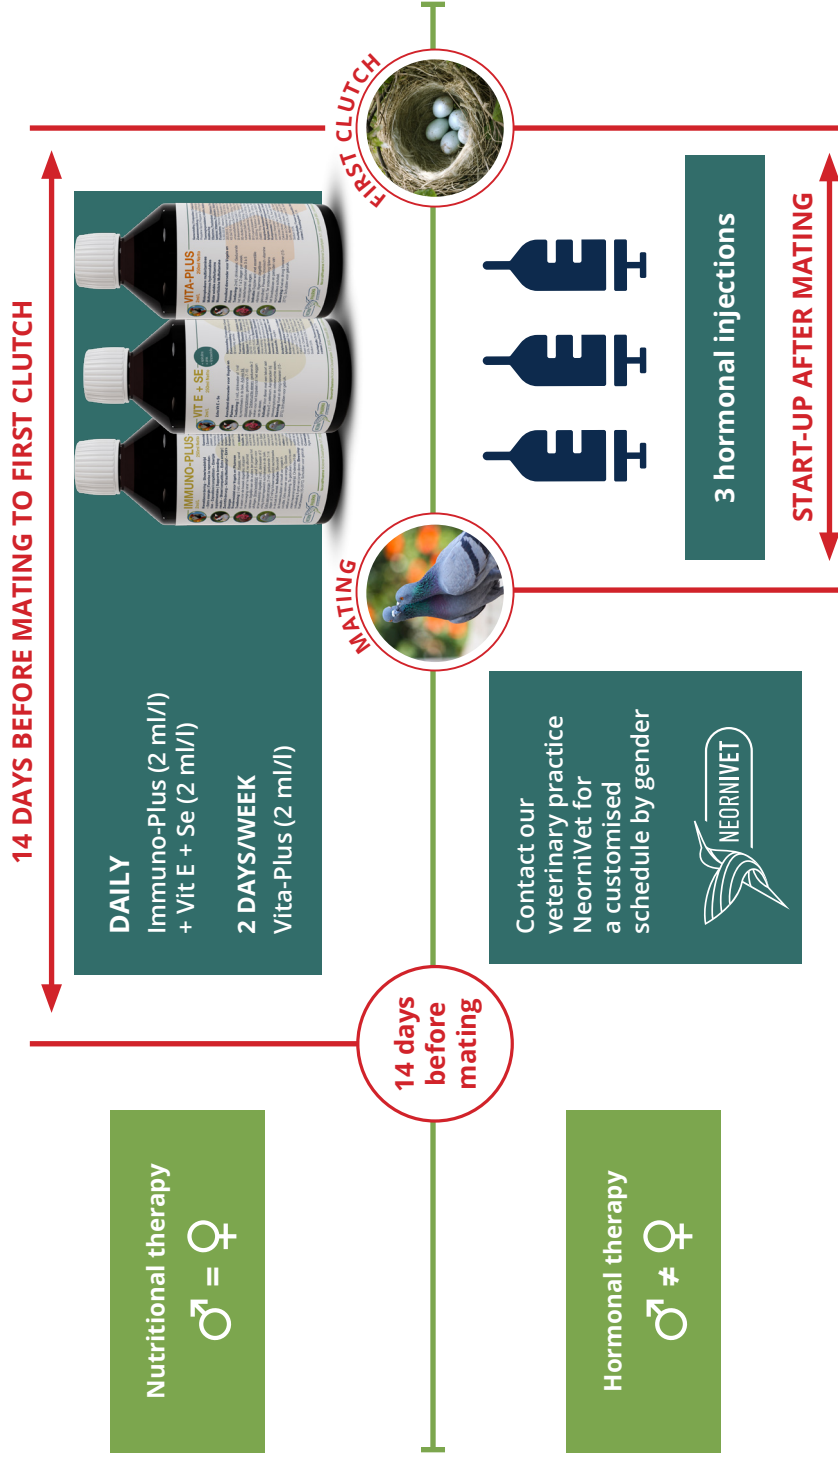 14 DAYS BEFORE MATING TO FIRST CLUTCH
Nutritional therapy
♂ = ♀
DAILY
Immuno-Plus (2 ml/l)
+ Vit E + Se (2 ml/l)
2 DAYS/WEEK
Vita-Plus (2 ml/l)
IMMUNO-PLUS
VIT E + SE
VITA-PLUS
14 days
before
mating
MATING
FIRST CLUTCH
Hormonal therapy
♂ ≠ ♀
Contact our
veterinary practice
NeorniVet for
a customised
schedule by gender
NEORNIVET
3 hormonal injections
START-UP AFTER MATING